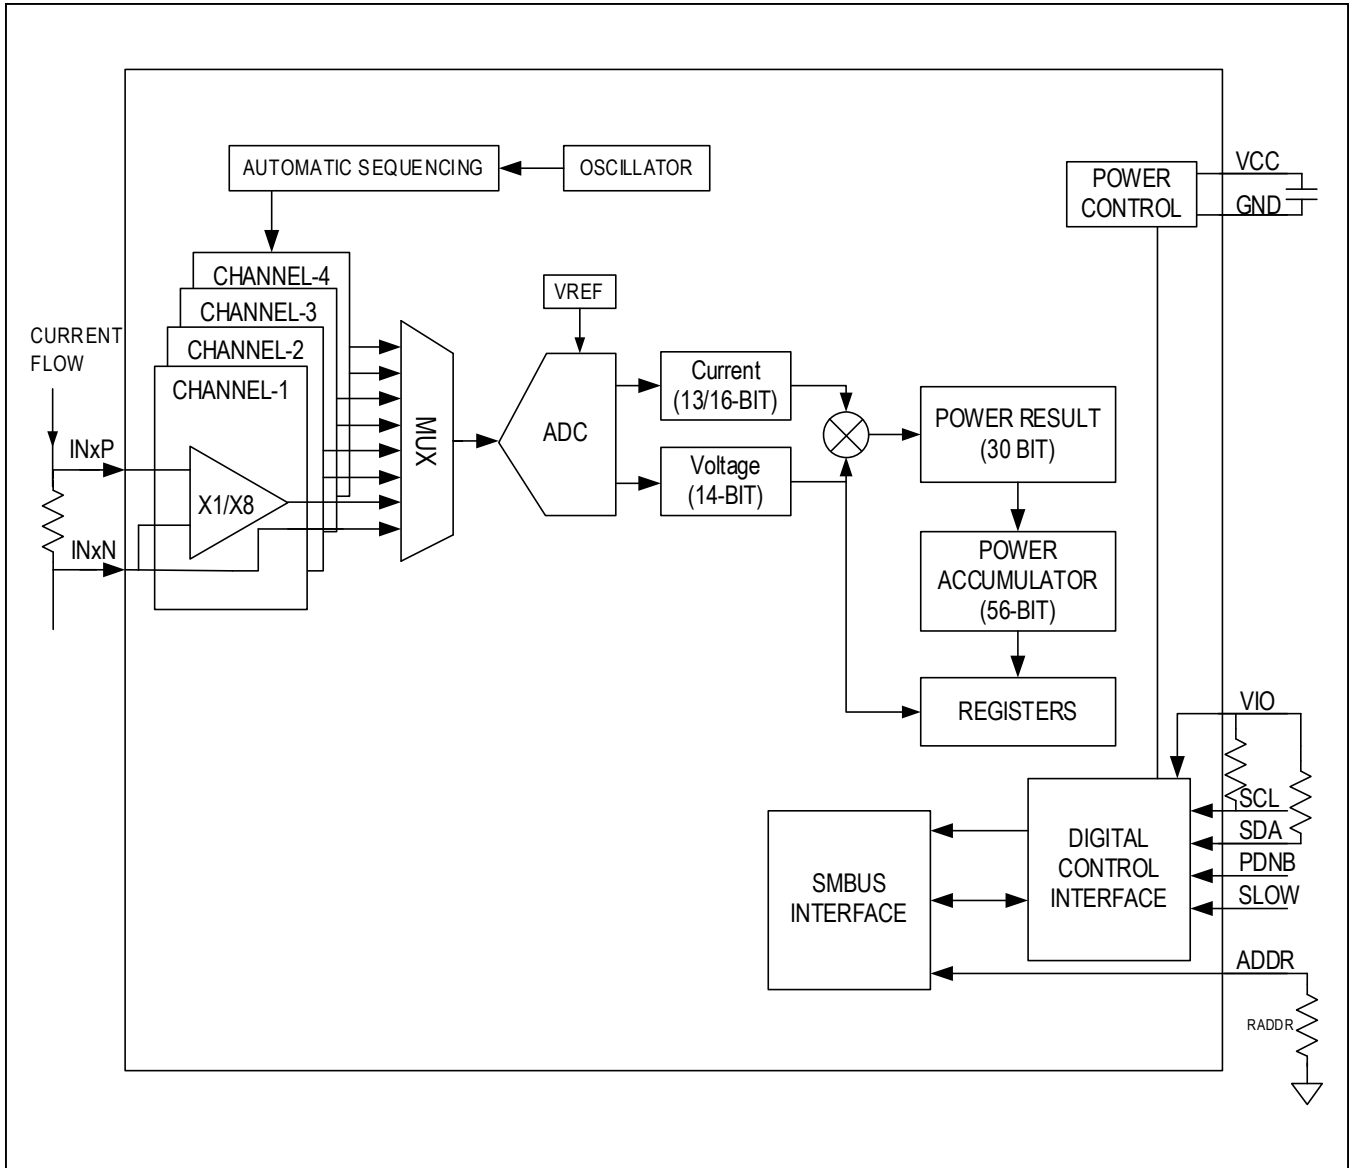 AUTOMATIC SEQUENCING
OSCILLATOR
POWER
CONTROL
VCC
GND
CHANNEL-4
CHANNEL-3
CHANNEL-2
CHANNEL-1
VREF
CURRENT
FLOW
INxP
X1/X8
INxN
MUX
ADC
Current
(13/16-BIT)
Voltage
(14-BIT)
POWER RESULT
(30 BIT)
POWER
ACCUMULATOR
(56-BIT)
REGISTERS
VIO
SCL
SDA
PDNB
SLOW
ADDR
DIGITAL
CONTROL
INTERFACE
SMBUS
INTERFACE
RADDR